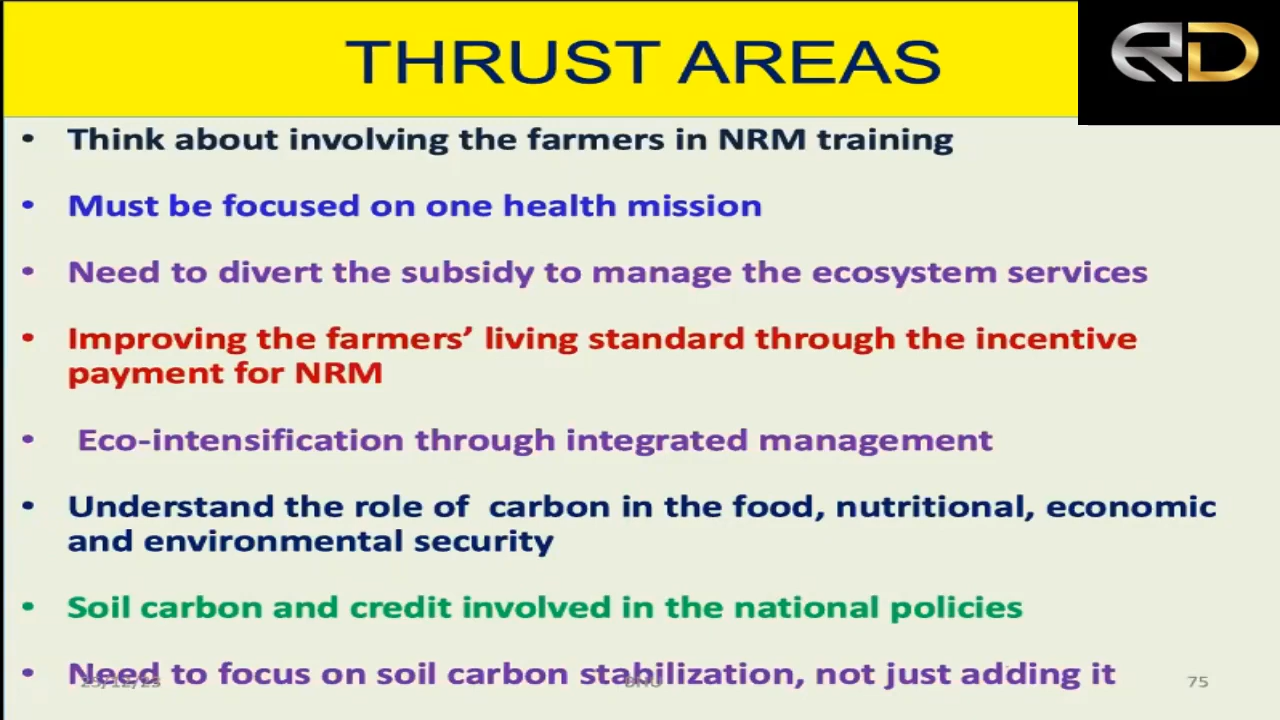 THRUST AREAS
RD
• Think about involving the farmers in NRM training
• Must be focused on one health mission
• Need to divert the subsidy to manage the ecosystem services
• Improving the farmers’ living standard through the incentive
payment for NRM
• Eco-intensification through integrated management
• Understand the role of carbon in the food, nutritional, economic
and environmental security
• Soil carbon and credit involved in the national policies
• Need to focus on soil carbon stabilization, not just adding it
75